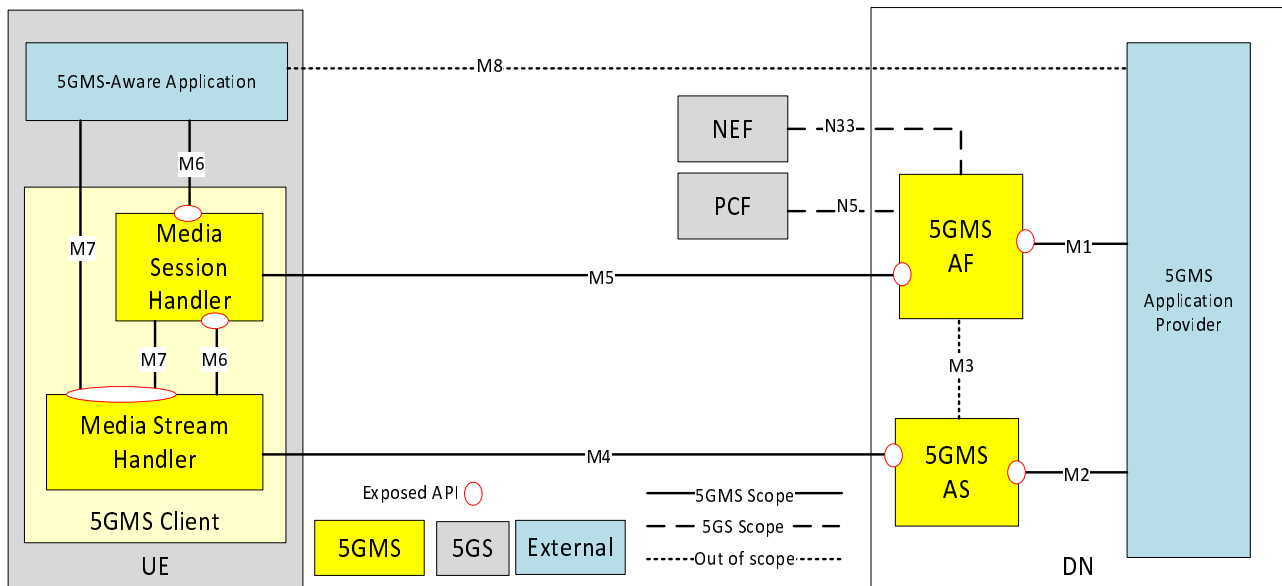 5GMS-Aware Application
M8
NEF
N33
PCF
N5
M6
M7
Media
Session
Handler
M5
5GMS
AF
M1
5GMS
Application
Provider
M7
M6
M3
Media Stream
Handler
M4
5GMS
AS
M2
Exposed API
5GMS Scope
5GS Scope
Out of scope
5GMS Client
5GMS
5GS
External
UE
DN